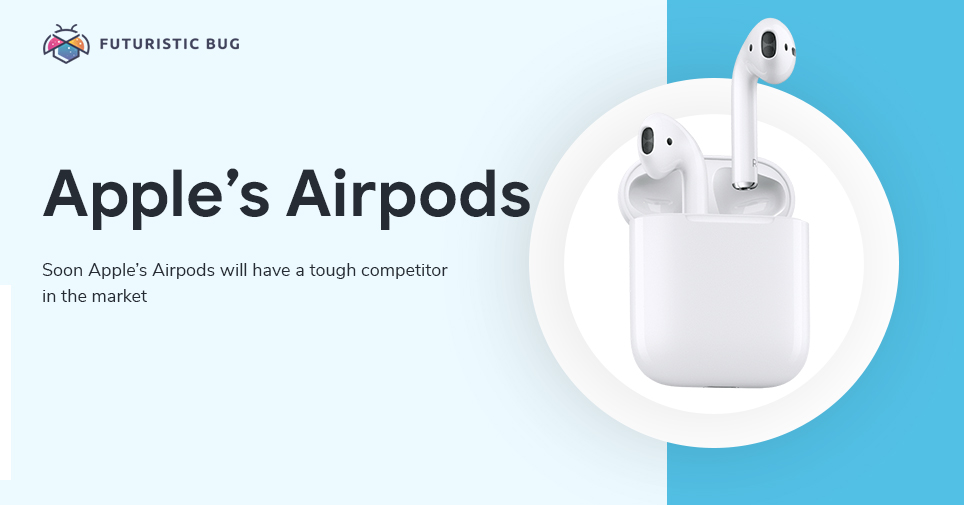 FUTURISTIC BUG
Apple’s Airpods
Soon Apple’s Airpods will have a tough competitor
in the market
R